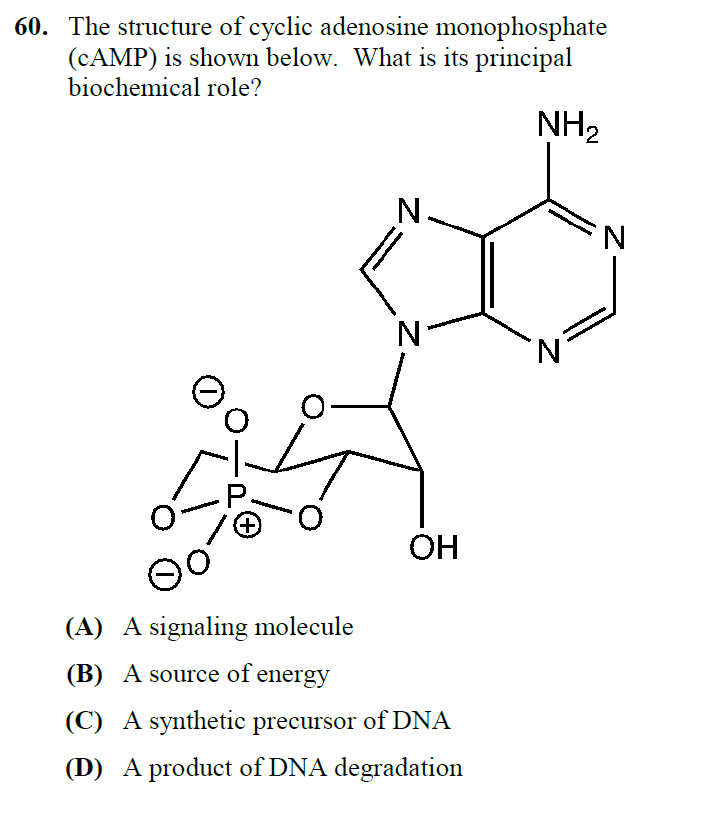 60. The structure of cyclic adenosine monophosphate
(cAMP) is shown below. What is its principal
biochemical role?
NH₂
N
N
N
N
⊖
O
O
P
O
⊕
O
OH
⊖
O
(A) A signaling molecule
(B) A source of energy
(C) A synthetic precursor of DNA
(D) A product of DNA degradation